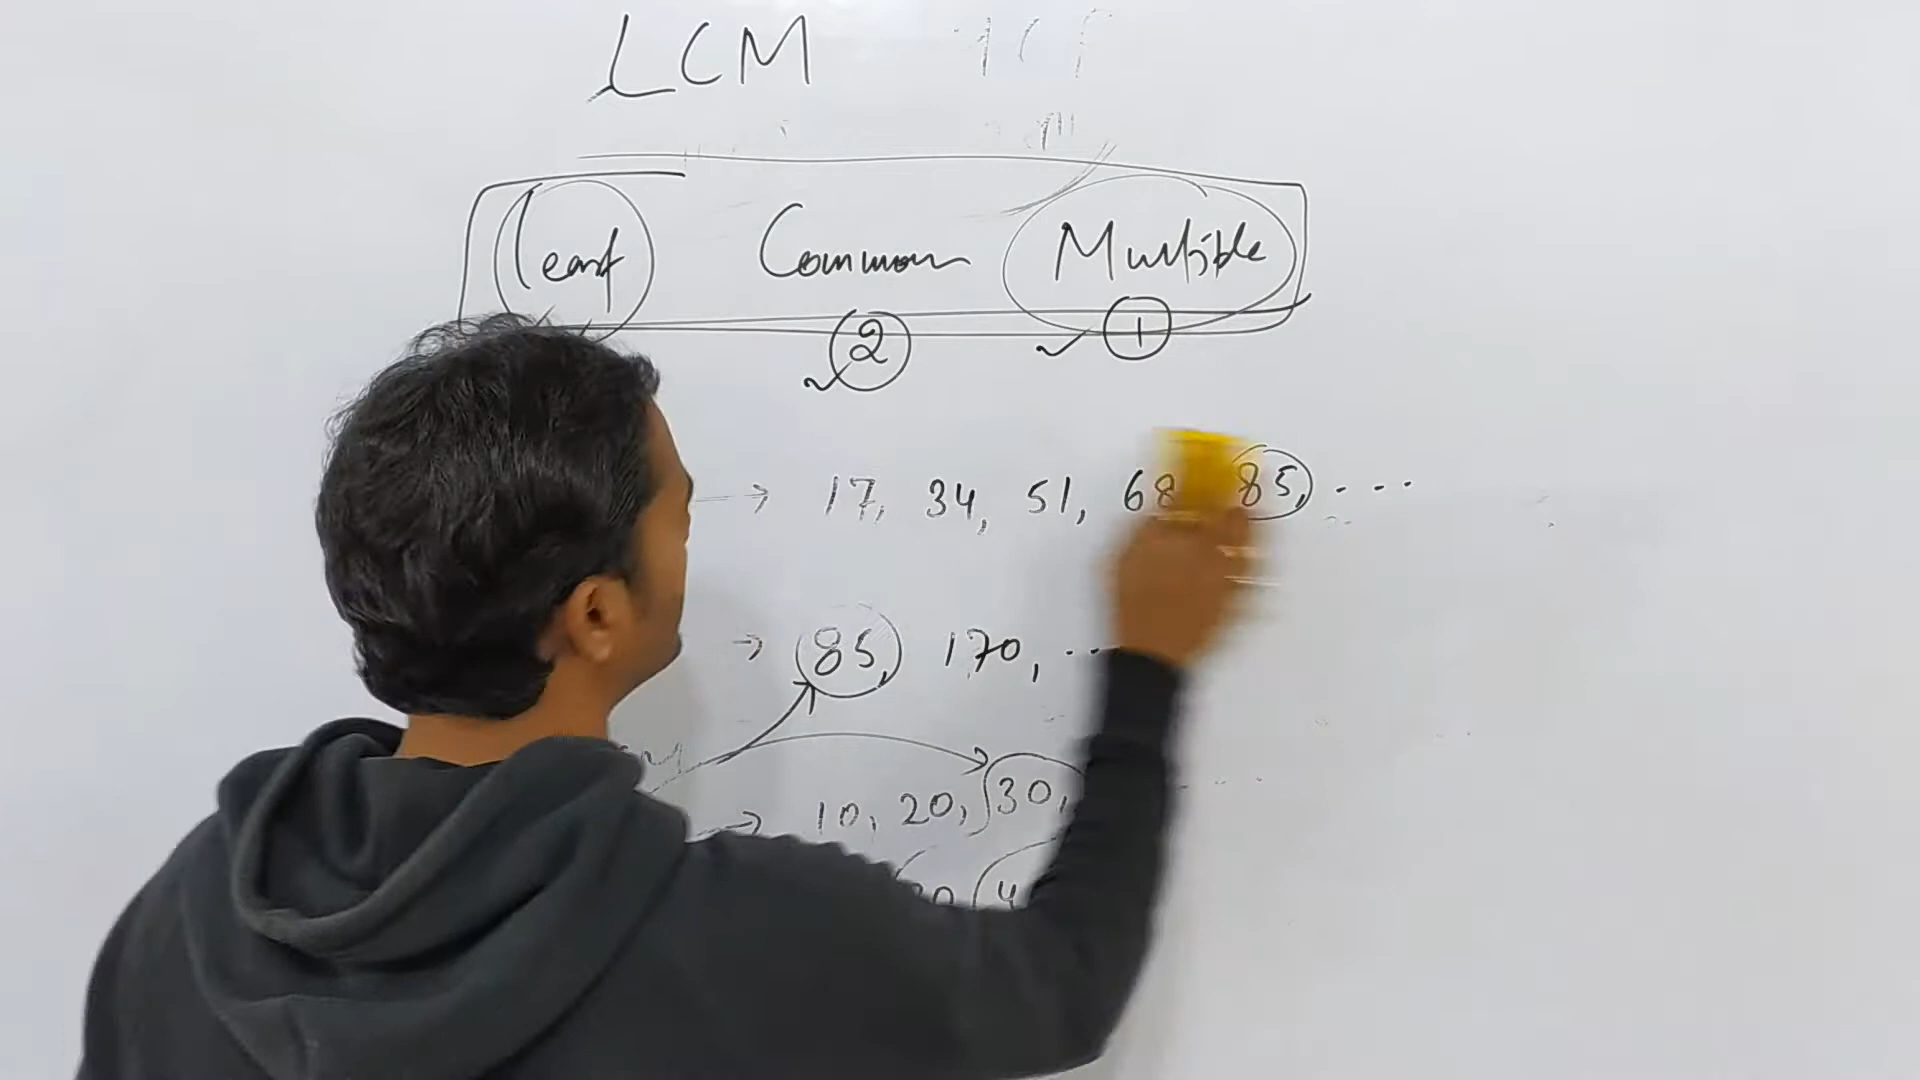 LCM
Least Common Multiple
2 1
→ 17, 34, 51, 68 85, ...
→ 85, 170, ...
→ 10, 20, 30,